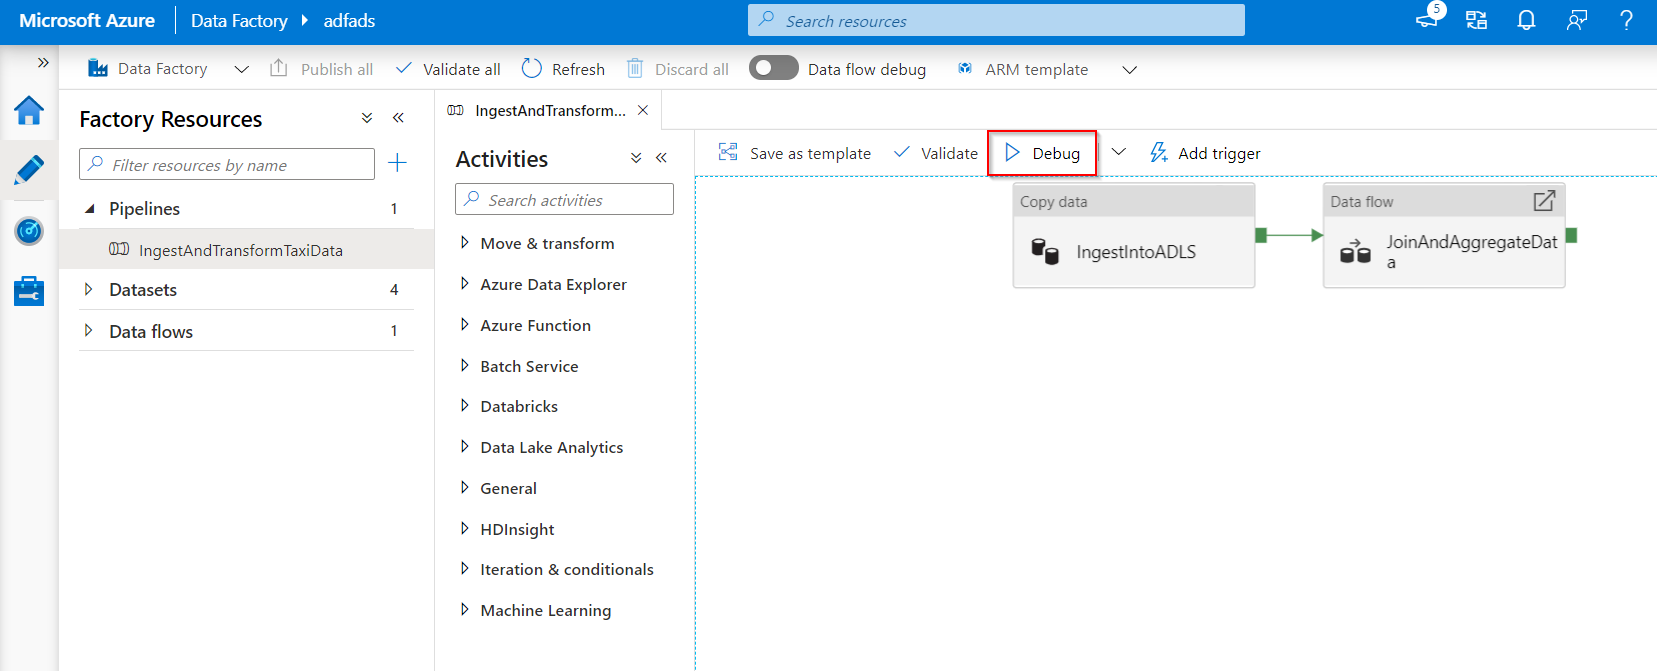 Microsoft Azure
Data Factory
adfads
Search resources
5
Data Factory
Publish all
Validate all
Refresh
Discard all
Data flow debug
ARM template
Factory Resources
Filter resources by name
Pipelines 1
IngestAndTransformTaxiData
Datasets 4
Data flows 1
IngestAndTransform...
Activities
Search activities
Move & transform
Azure Data Explorer
Azure Function
Batch Service
Databricks
Data Lake Analytics
General
HDInsight
Iteration & conditionals
Machine Learning
Save as template
Validate
Debug
Add trigger
Copy data
IngestIntoADLS
Data flow
JoinAndAggregateDat
a